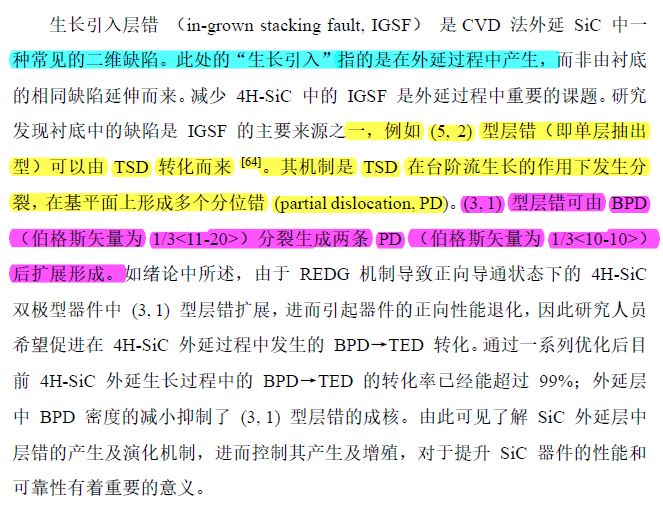 生长引入层错 （in-grown stacking fault, IGSF） 是 CVD 法外延 SiC 中一
种常见的二维缺陷。此处的“生长引入”指的是在外延过程中产生，而非由衬底
的相同缺陷延伸而来。减少 4H-SiC 中的 IGSF 是外延过程中重要的课题。研究
发现衬底中的缺陷是 IGSF 的主要来源之一，例如 (5, 2) 型层错（即单层抽出
型）可以由 TSD 转化而来 [64]。其机制是 TSD 在台阶流生长的作用下发生分
裂，在基平面上形成多个分位错 (partial dislocation, PD)。(3, 1) 型层错可由 BPD
（伯格斯矢量为 1/3<11-20>）分裂生成两条 PD （伯格斯矢量为 1/3<10-10>）
后扩展形成。如绪论中所述，由于 REDG 机制导致正向导通状态下的 4H-SiC
双极型器件中 (3, 1) 型层错扩展，进而引起器件的正向性能退化，因此研究人员
希望促进在 4H-SiC 外延过程中发生的 BPD→TED 转化。通过一系列优化后目
前 4H-SiC 外延生长过程中的 BPD→TED 的转化率已经能超过 99%；外延层
中 BPD 密度的减小抑制了 (3, 1) 型层错的成核。由此可见了解 SiC 外延层中
层错的产生及演化机制，进而控制其产生及增殖，对于提升 SiC 器件的性能和
可靠性有着重要的意义。